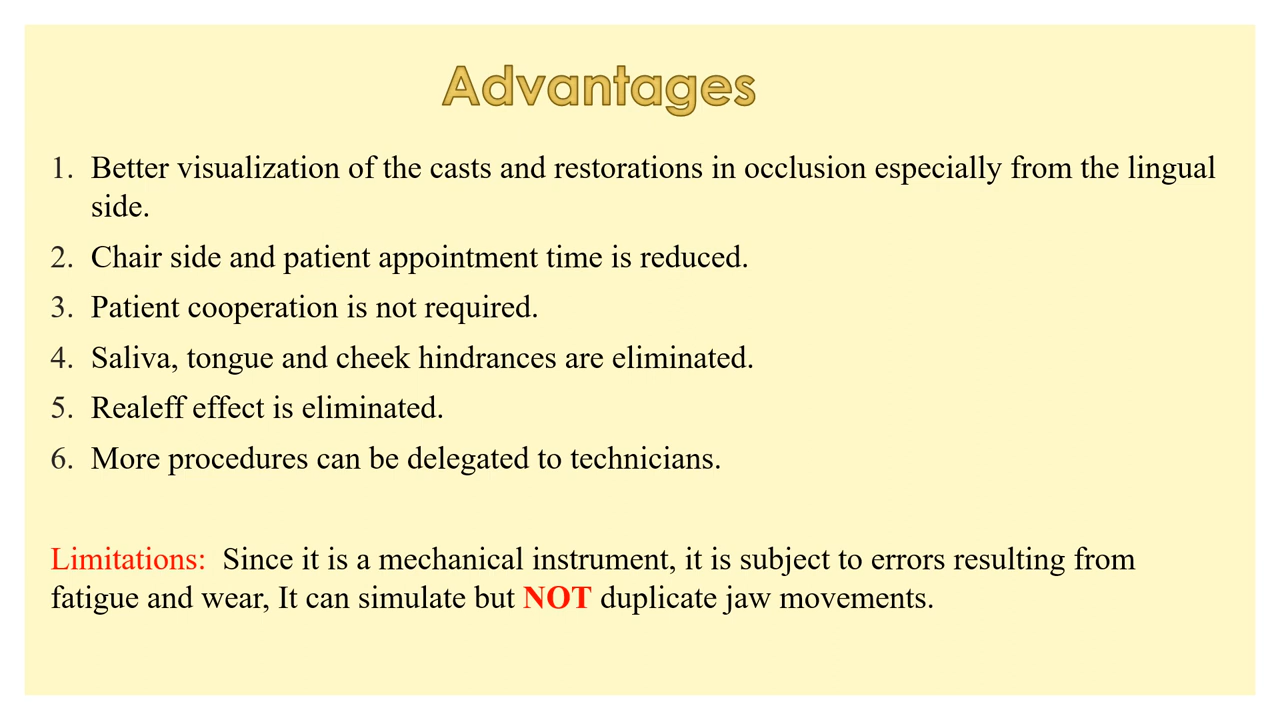 Advantages
1. Better visualization of the casts and restorations in occlusion especially from the lingual
side.
2. Chair side and patient appointment time is reduced.
3. Patient cooperation is not required.
4. Saliva, tongue and cheek hindrances are eliminated.
5. Realeff effect is eliminated.
6. More procedures can be delegated to technicians.
Limitations: Since it is a mechanical instrument, it is subject to errors resulting from
fatigue and wear, It can simulate but NOT duplicate jaw movements.